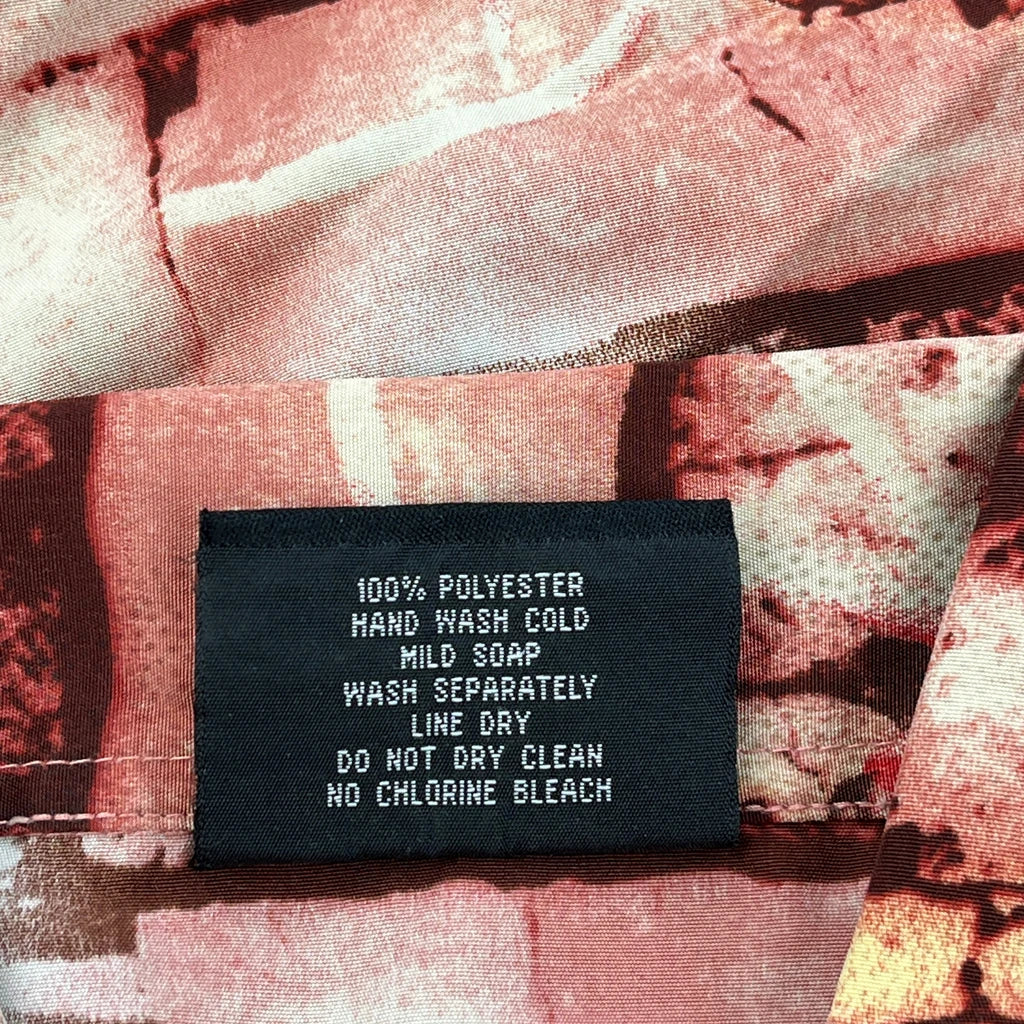 100% POLYESTER
HAND WASH COLD
MILD SOAP
WASH SEPARATELY
LINE DRY
DO NOT DRY CLEAN
NO CHLORINE BLEACH